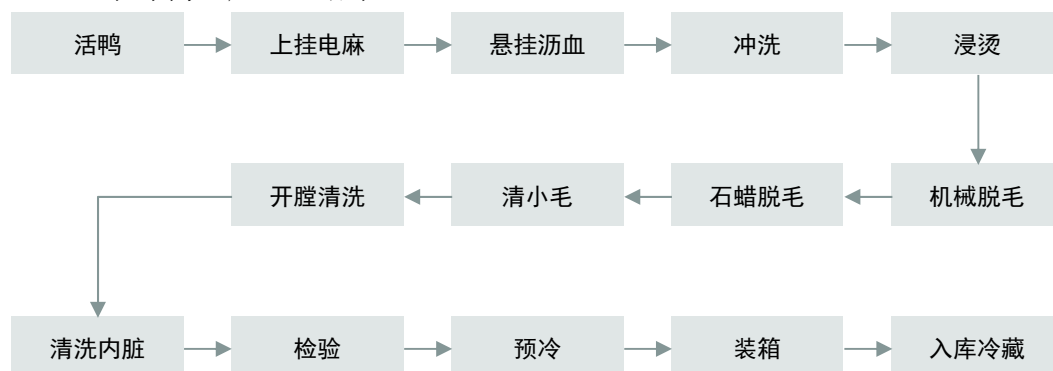 活鸭
上挂电麻
悬挂沥血
冲洗
浸烫
机械脱毛
石蜡脱毛
清小毛
开膛清洗
清洗内脏
检验
预冷
装箱
入库冷藏